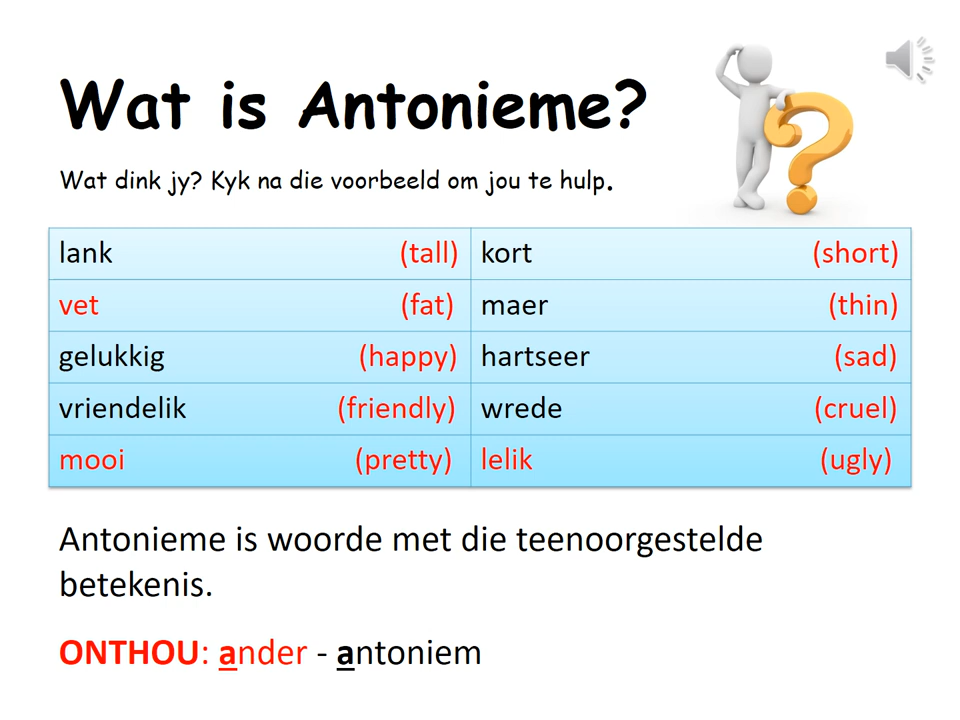 Wat is Antonieme?
Wat dink jy? Kyk na die voorbeeld om jou te hulp.
lank (tall) kort (short)
vet (fat) maer (thin)
gelukkig (happy) hartseer (sad)
vriendelik (friendly) wrede (cruel)
mooi (pretty) lelik (ugly)
Antonieme is woorde met die teenoorgestelde
betekenis.
ONTHOU: ander - antoniem